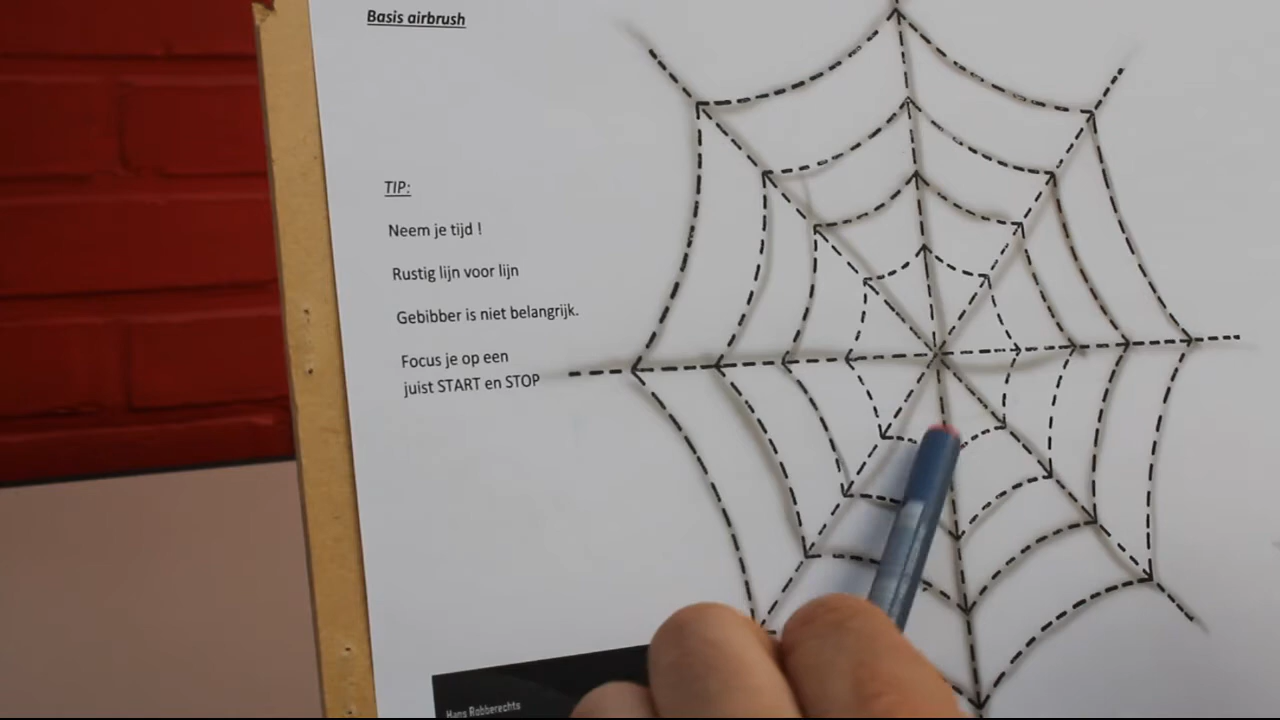 Basis airbrush
TIP:
Neem je tijd !
Rustig lijn voor lijn
Gebibber is niet belangrijk.
Focus je op een
juist START en STOP
Hans Robberechts